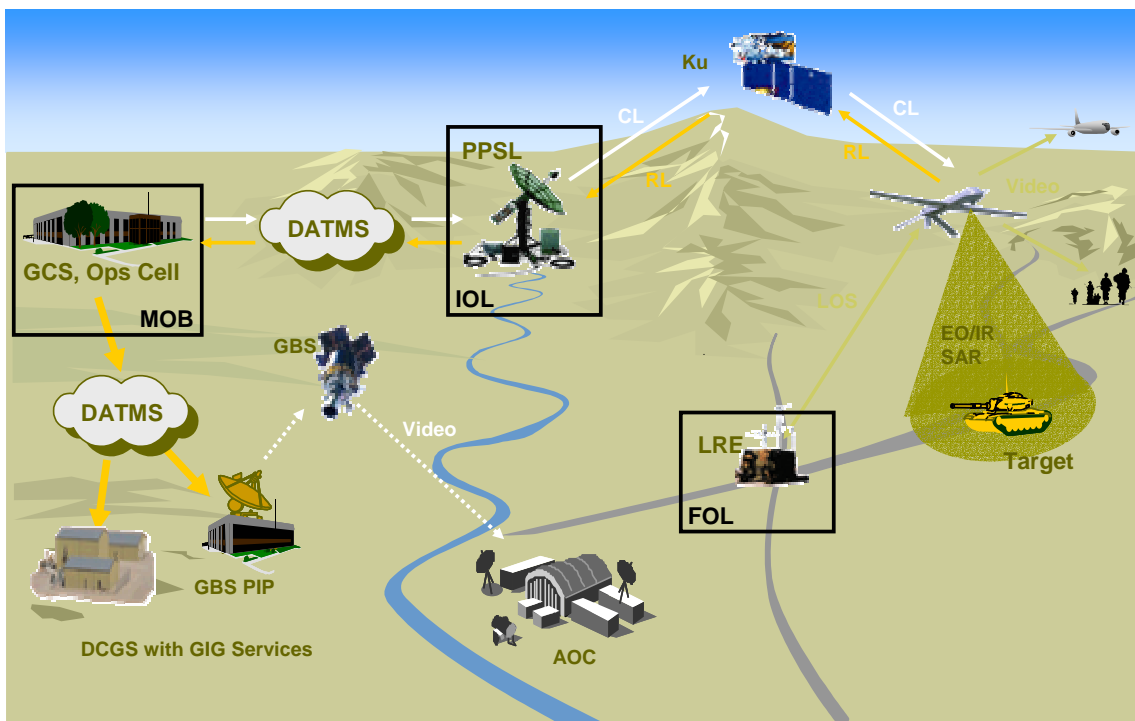 Ku
CL
CL
PPSL
RL
RL
Video
DATMS
GCS, Ops Cell
IOL
LOS
MOB
GBS
EO/IR
SAR
DATMS
Video
LRE
Target
FOL
GBS PIP
DCGS with GIG Services
AOC